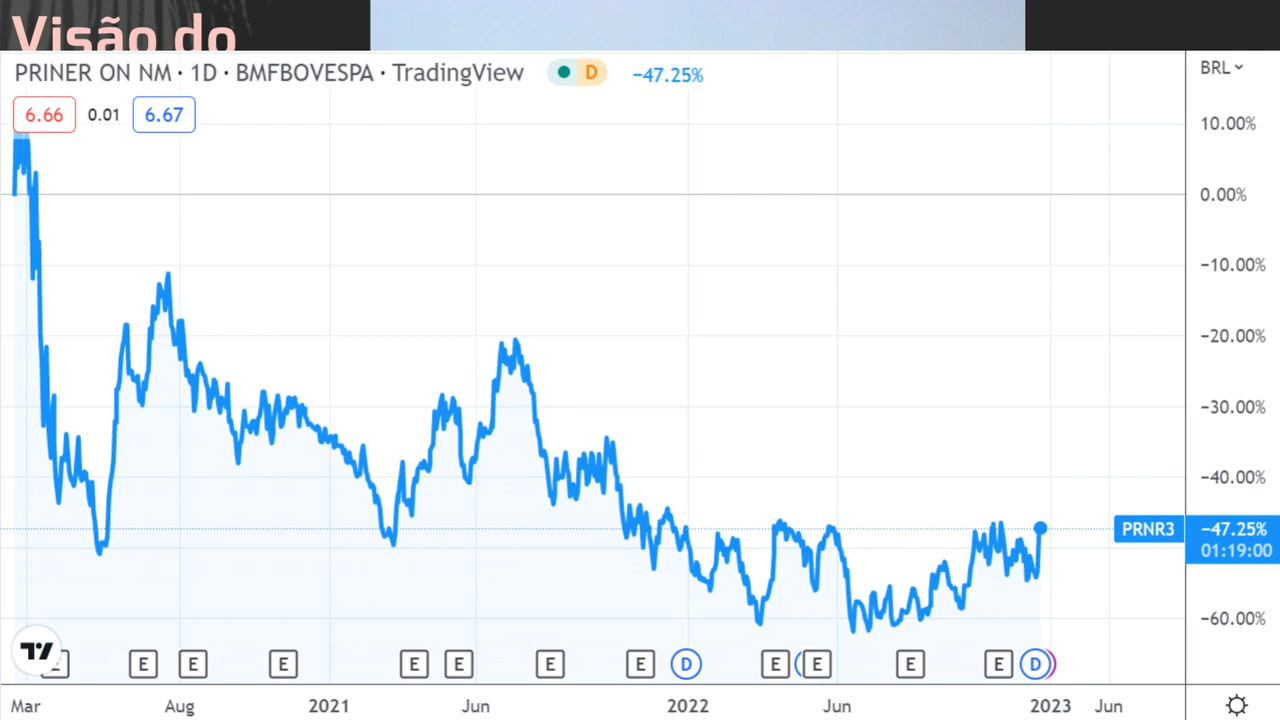 Visão do
PRINER ON NM · 1D · BMFBOVESPA · TradingView D −47.25% BRL
6.66 0.01 6.67
10.00%
0.00%
−10.00%
−20.00%
−30.00%
−40.00%
PRNR3 −47.25%
01:19:00
−60.00%
E E E E E E E E D E E E E D
Mar Aug 2021 Jun 2022 Jun 2023 Jun